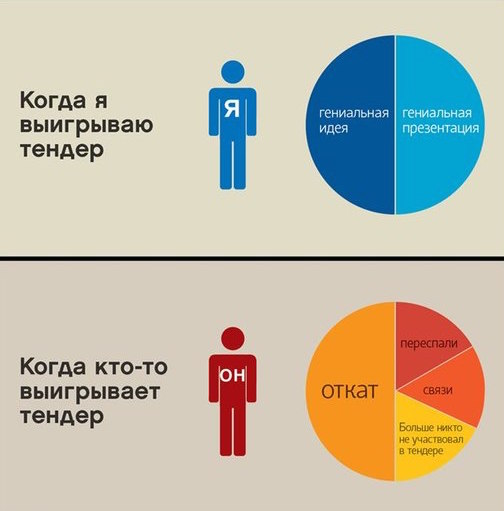 Когда я
выигрываю
тендер
Я
гениальная
идея
гениальная
презентация
Когда кто-то
выигрывает
тендер
ОН
откат
переспали
связи
Больше никто
не участвовал
в тендере